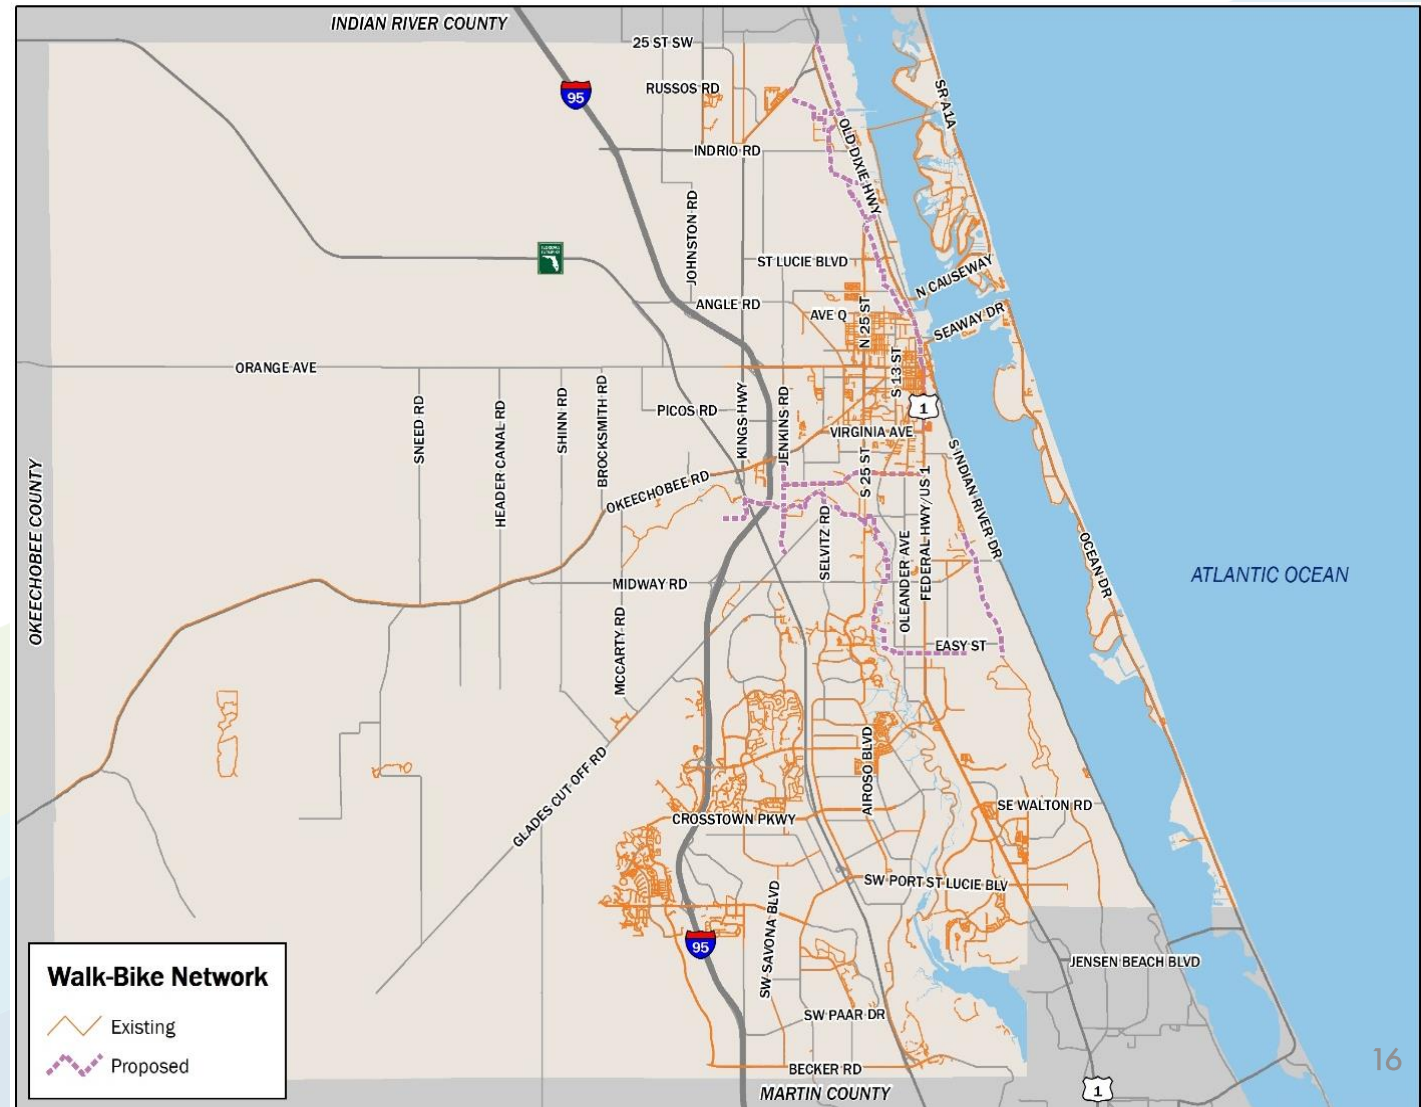 INDIAN RIVER COUNTY
25 ST SW
95
RUSSOS RD
SR A1A
OLD DIXIE HWY
INDRIO RD
JOHNSTON RD
ST LUCIE BLVD
N CAUSEWAY
ANGLE RD
AVE Q
N 25 ST
SEAWAY DR
ORANGE AVE
S 13 ST
SNEED RD
HEADER CANAL RD
SHINN RD
BROCKSMITH RD
PICOS RD
KINGS HWY
JENKINS RD
1
VIRGINIA AVE
OKEECHOBEE COUNTY
OKEECHOBEE RD
S 25 ST
S INDIAN RIVER DR
SELVITZ RD
OLEANDER AVE
FEDERAL HWY/US 1
OCEAN DR
ATLANTIC OCEAN
MIDWAY RD
MCCARTY RD
EASY ST
GLADES CUT OFF RD
AIROSO BLVD
SE WALTON RD
CROSSTOWN PKWY
SW PORT ST LUCIE BLV
SW SAVONA BLVD
95
JENSEN BEACH BLVD
SW PAAR DR
BECKER RD
MARTIN COUNTY
1
Walk-Bike Network
Existing
Proposed
16